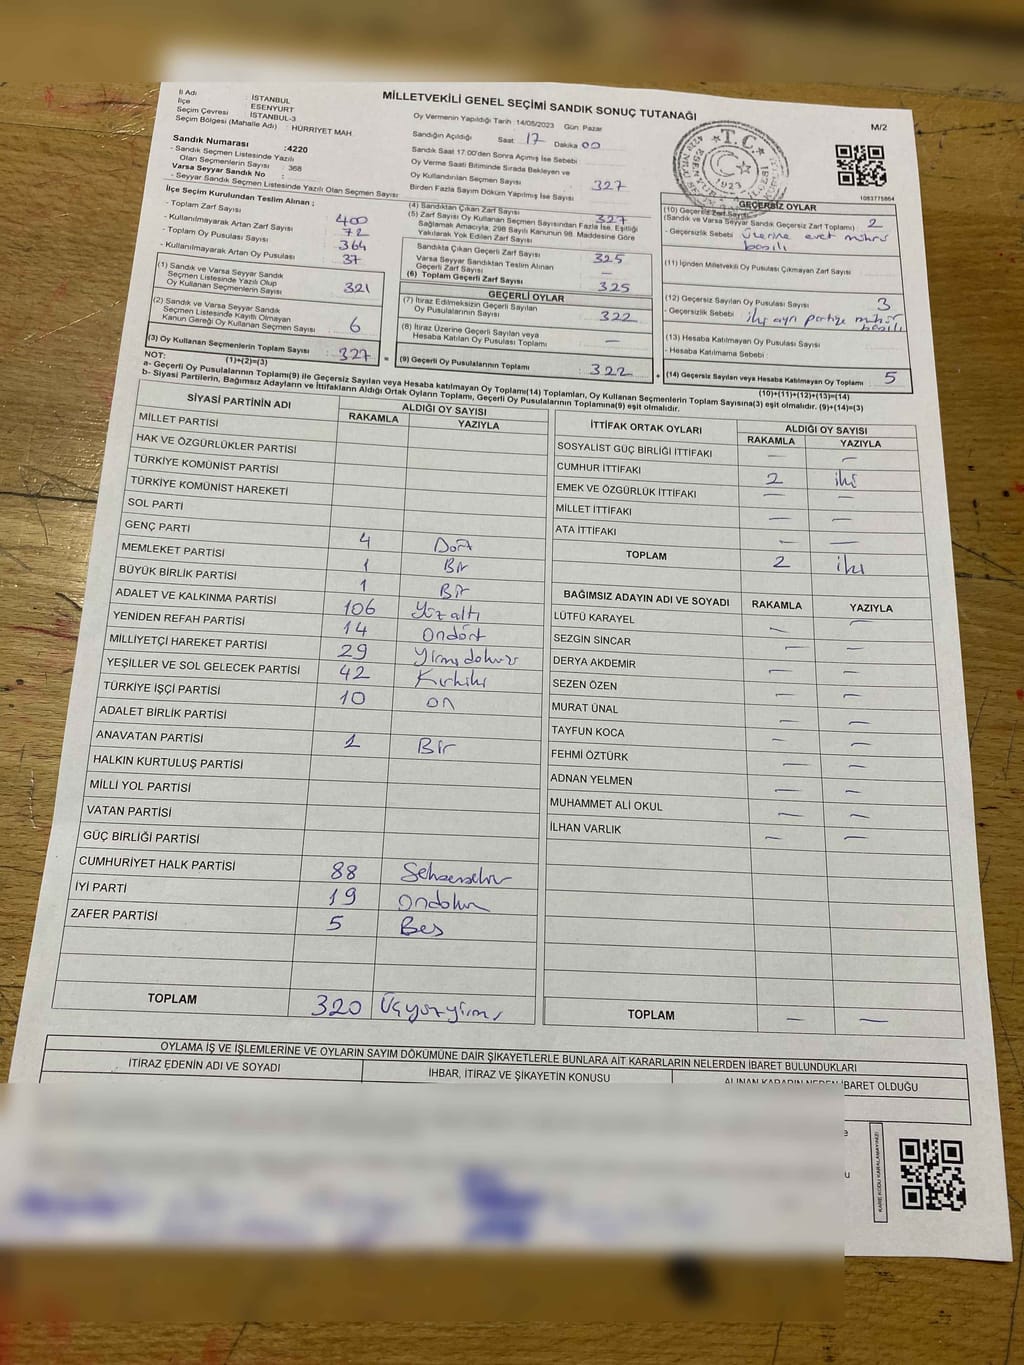 MİLLETVEKİLİ GENEL SEÇİMİ SANDIK SONUÇ TUTANAĞI
M/2
İl Adı : İSTANBUL
İlçe : ESENYURT
Seçim Çevresi : İSTANBUL-3
Seçim Bölgesi (Mahalle Adı) : HÜRRİYET MAH.
Sandık Numarası :4220
- Sandık Seçmen Listesinde Yazılı
Olan Seçmenlerin Sayısı : 368
Varsa Seyyar Sandık No :
- Seyyar Sandık Seçmen Listesinde Yazılı Olan Seçmen Sayısı :
Oy Vermenin Yapıldığı Tarih :14/05/2023 Gün Pazar
Sandığın Açıldığı Saat: 17 Dakika 00
Sandık Saat 17:00'den Sonra Açılmış İse Sebebi
Oy Verme Saati Bitiminde Sırada Bekleyen ve
Oy Kullandırılan Seçmen Sayısı 327
Birden Fazla Sayım Döküm Yapılmış İse Sayısı
T.C.
1923
1083775864
İlçe Seçim Kurulundan Teslim Alınan ;
- Toplam Zarf Sayısı 400
- Kullanılmayarak Artan Zarf Sayısı 72
- Toplam Oy Pusulası Sayısı 364
- Kullanılmayarak Artan Oy Pusulası 37
(1) Sandık ve Varsa Seyyar Sandık
Seçmen Listesinde Yazılı Olup
Oy Kullanan Seçmenlerin Sayısı 321
(2) Sandık ve Varsa Seyyar Sandık
Seçmen Listesinde Kayıtlı Olmayan
Kanun Gereği Oy Kullanan Seçmen Sayısı 6
(3) Oy Kullanan Seçmenlerin Toplam Sayısı 327
(1)+(2)=(3)
(4) Sandıktan Çıkan Zarf Sayısı 327
(5) Zarf Sayısı Oy Kullanan Seçmen Sayısından Fazla İse, Eşitliği
Sağlamak Amacıyla, 298 Sayılı Kanunun 98. Maddesine Göre
Yakılarak Yok Edilen Zarf Sayısı
Sandıkta Çıkan Geçerli Zarf Sayısı 325
Varsa Seyyar Sandıktan Teslim Alınan
Geçerli Zarf Sayısı —
(6) Toplam Geçerli Zarf Sayısı 325
GEÇERLİ OYLAR
(7) İtiraz Edilmeksizin Geçerli Sayılan
Oy Pusulalarının Sayısı 322
(8) İtiraz Üzerine Geçerli Sayılan veya
Hesaba Katılan Oy Pusulaları Toplamı —
(9) Geçerli Oy Pusulalarının Toplamı 322
GEÇERSİZ OYLAR
(10) Geçersiz Zarf Sayısı
(Sandık ve Varsa Seyyar Sandık Geçersiz Zarf Toplamı) 2
- Geçersizlik Sebebi üzerine evet mührü
basılı
(11) İçinden Milletvekili Oy Pusulası Çıkmayan Zarf Sayısı
(12) Geçersiz Sayılan Oy Pusulası Sayısı 3
- Geçersizlik Sebebi iki ayrı partiye mühür
basılı
(13) Hesaba Katılmayan Oy Pusulası Sayısı
- Hesaba Katılmama Sebebi
(14) Geçersiz Sayılan veya Hesaba Katılmayan Oy Toplamı 5
(10)+(11)+(12)+(13)=(14)
NOT:
a- Geçerli Oy Pusulalarının Toplamı(9) ile Geçersiz Sayılan veya Hesaba katılmayan Oy Toplamı(14) Toplamları, Oy Kullanan Seçmenlerin Toplam Sayısına(3) eşit olmalıdır. (9)+(14)=(3)
b- Siyasi Partilerin, Bağımsız Adayların ve İttifakların Aldığı Ortak Oyların Toplamı, Geçerli Oy Pusulalarının Toplamına(9) eşit olmalıdır.
SİYASİ PARTİNİN ADI ALDIĞI OY SAYISI
RAKAMLA YAZIYLA
MİLLET PARTİSİ
HAK VE ÖZGÜRLÜKLER PARTİSİ
TÜRKİYE KOMÜNİST PARTİSİ
TÜRKİYE KOMÜNİST HAREKETİ
SOL PARTİ
GENÇ PARTİ 4 Dört
MEMLEKET PARTİSİ 1 Bir
BÜYÜK BİRLİK PARTİSİ 1 Bir
ADALET VE KALKINMA PARTİSİ 106 Yüzaltı
YENİDEN REFAH PARTİSİ 14 Ondört
MİLLİYETÇİ HAREKET PARTİSİ 29 Yirmidokuz
YEŞİLLER VE SOL GELECEK PARTİSİ 42 Kırkiki
TÜRKİYE İŞÇİ PARTİSİ 10 on
ADALET BİRLİK PARTİSİ
ANAVATAN PARTİSİ 1 Bir
HALKIN KURTULUŞ PARTİSİ
MİLLİ YOL PARTİSİ
VATAN PARTİSİ
GÜÇ BİRLİĞİ PARTİSİ
CUMHURİYET HALK PARTİSİ 88 Seksensekiz
İYİ PARTİ 19 ondokuz
ZAFER PARTİSİ 5 Beş
TOPLAM 320 Üçyüzyirmi
İTTİFAK ORTAK OYLARI ALDIĞI OY SAYISI
RAKAMLA YAZIYLA
SOSYALİST GÜÇ BİRLİĞİ İTTİFAKI — —
CUMHUR İTTİFAKI 2 iki
EMEK VE ÖZGÜRLÜK İTTİFAKI — —
MİLLET İTTİFAKI — —
ATA İTTİFAKI — —
TOPLAM 2 iki
BAĞIMSIZ ADAYIN ADI VE SOYADI RAKAMLA YAZIYLA
LÜTFÜ KARAYEL — —
SEZGİN SİNCAR — —
DERYA AKDEMİR — —
SEZEN ÖZEN — —
MURAT ÜNAL — —
TAYFUN KOCA — —
FEHMİ ÖZTÜRK — —
ADNAN YELMEN — —
MUHAMMET ALİ OKUL — —
İLHAN VARLIK — —
TOPLAM — —
OYLAMA İŞ VE İŞLEMLERİNE VE OYLARIN SAYIM DÖKÜMÜNE DAİR ŞİKAYETLERLE BUNLARA AİT KARARLARIN NELERDEN İBARET BULUNDUKLARI
İTİRAZ EDENİN ADI VE SOYADI
İHBAR, İTİRAZ VE ŞİKAYETİN KONUSU
ALINAN KARARIN NEDEN İBARET OLDUĞU
KARE KODU KARALAMAYINIZ!